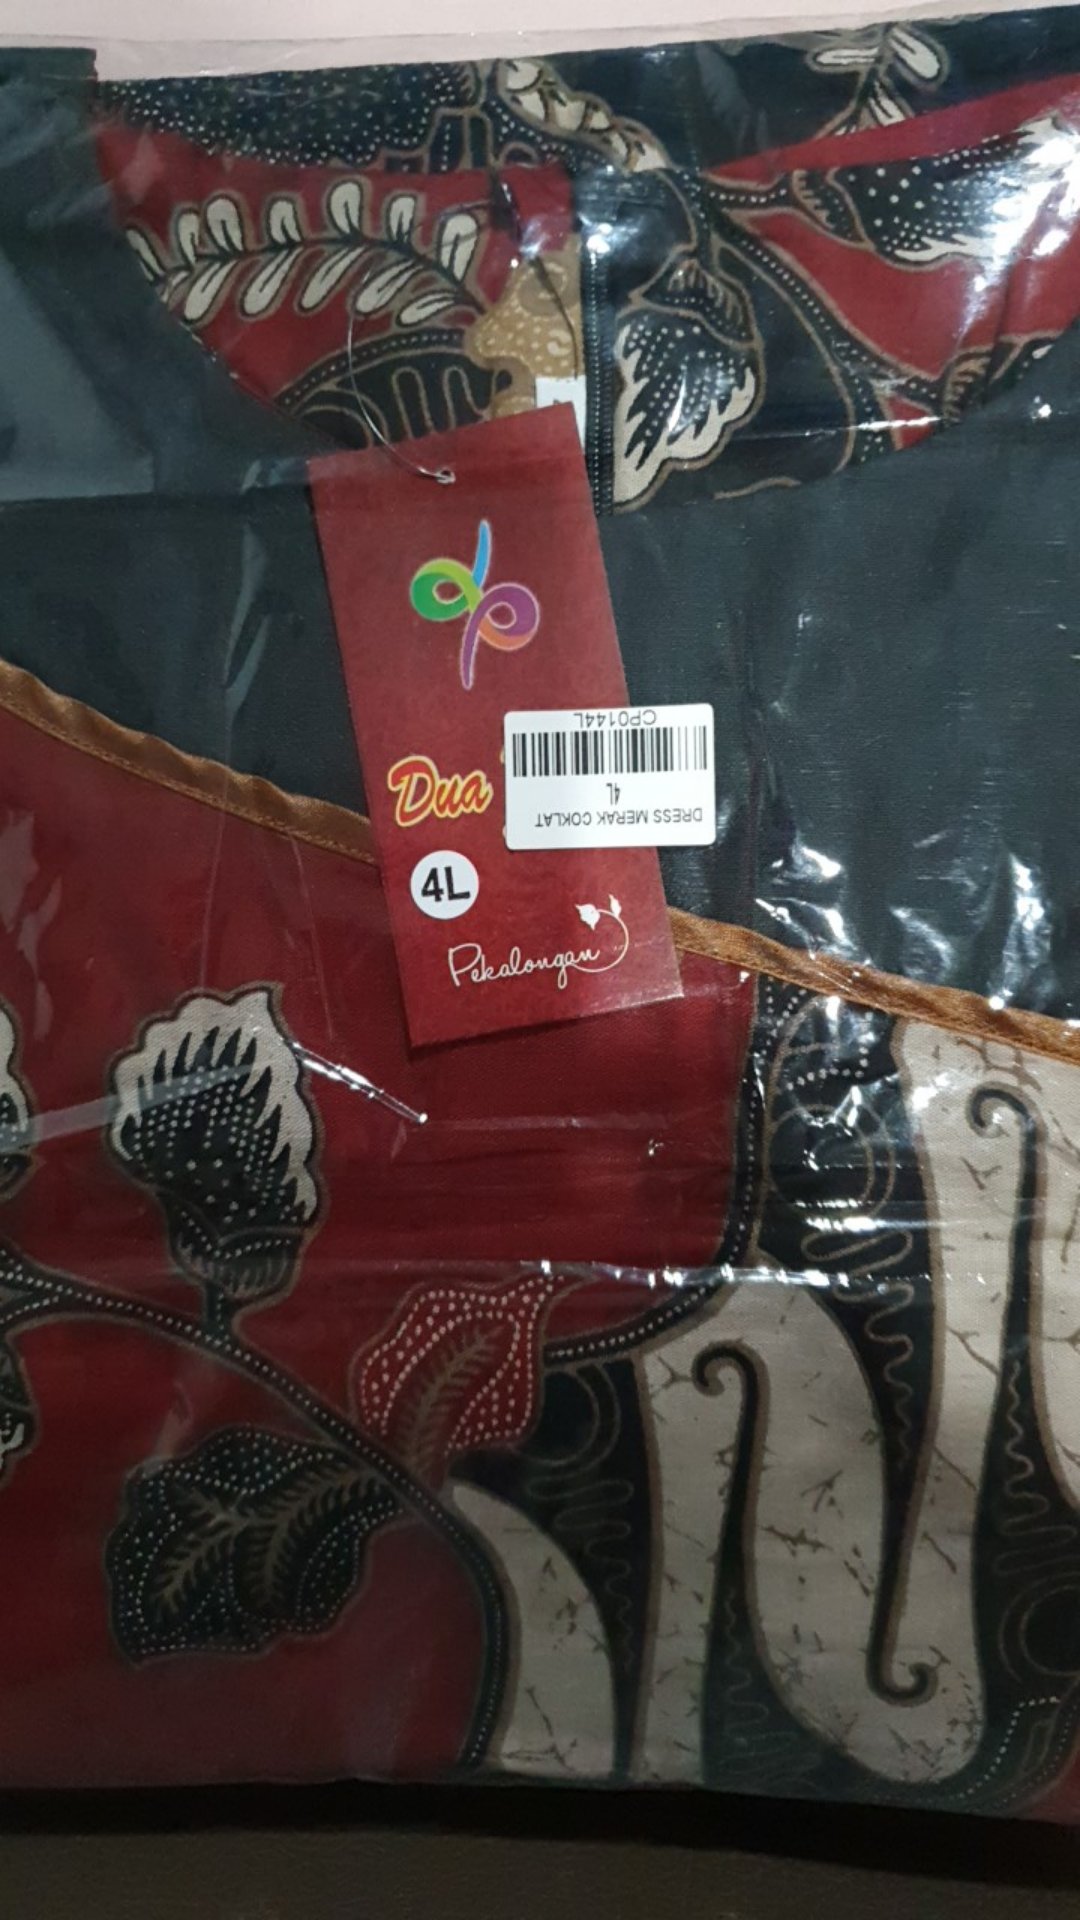 Dua
4L
Pekalongan
DRESS MERAK COKLAT
4L
CP0144L